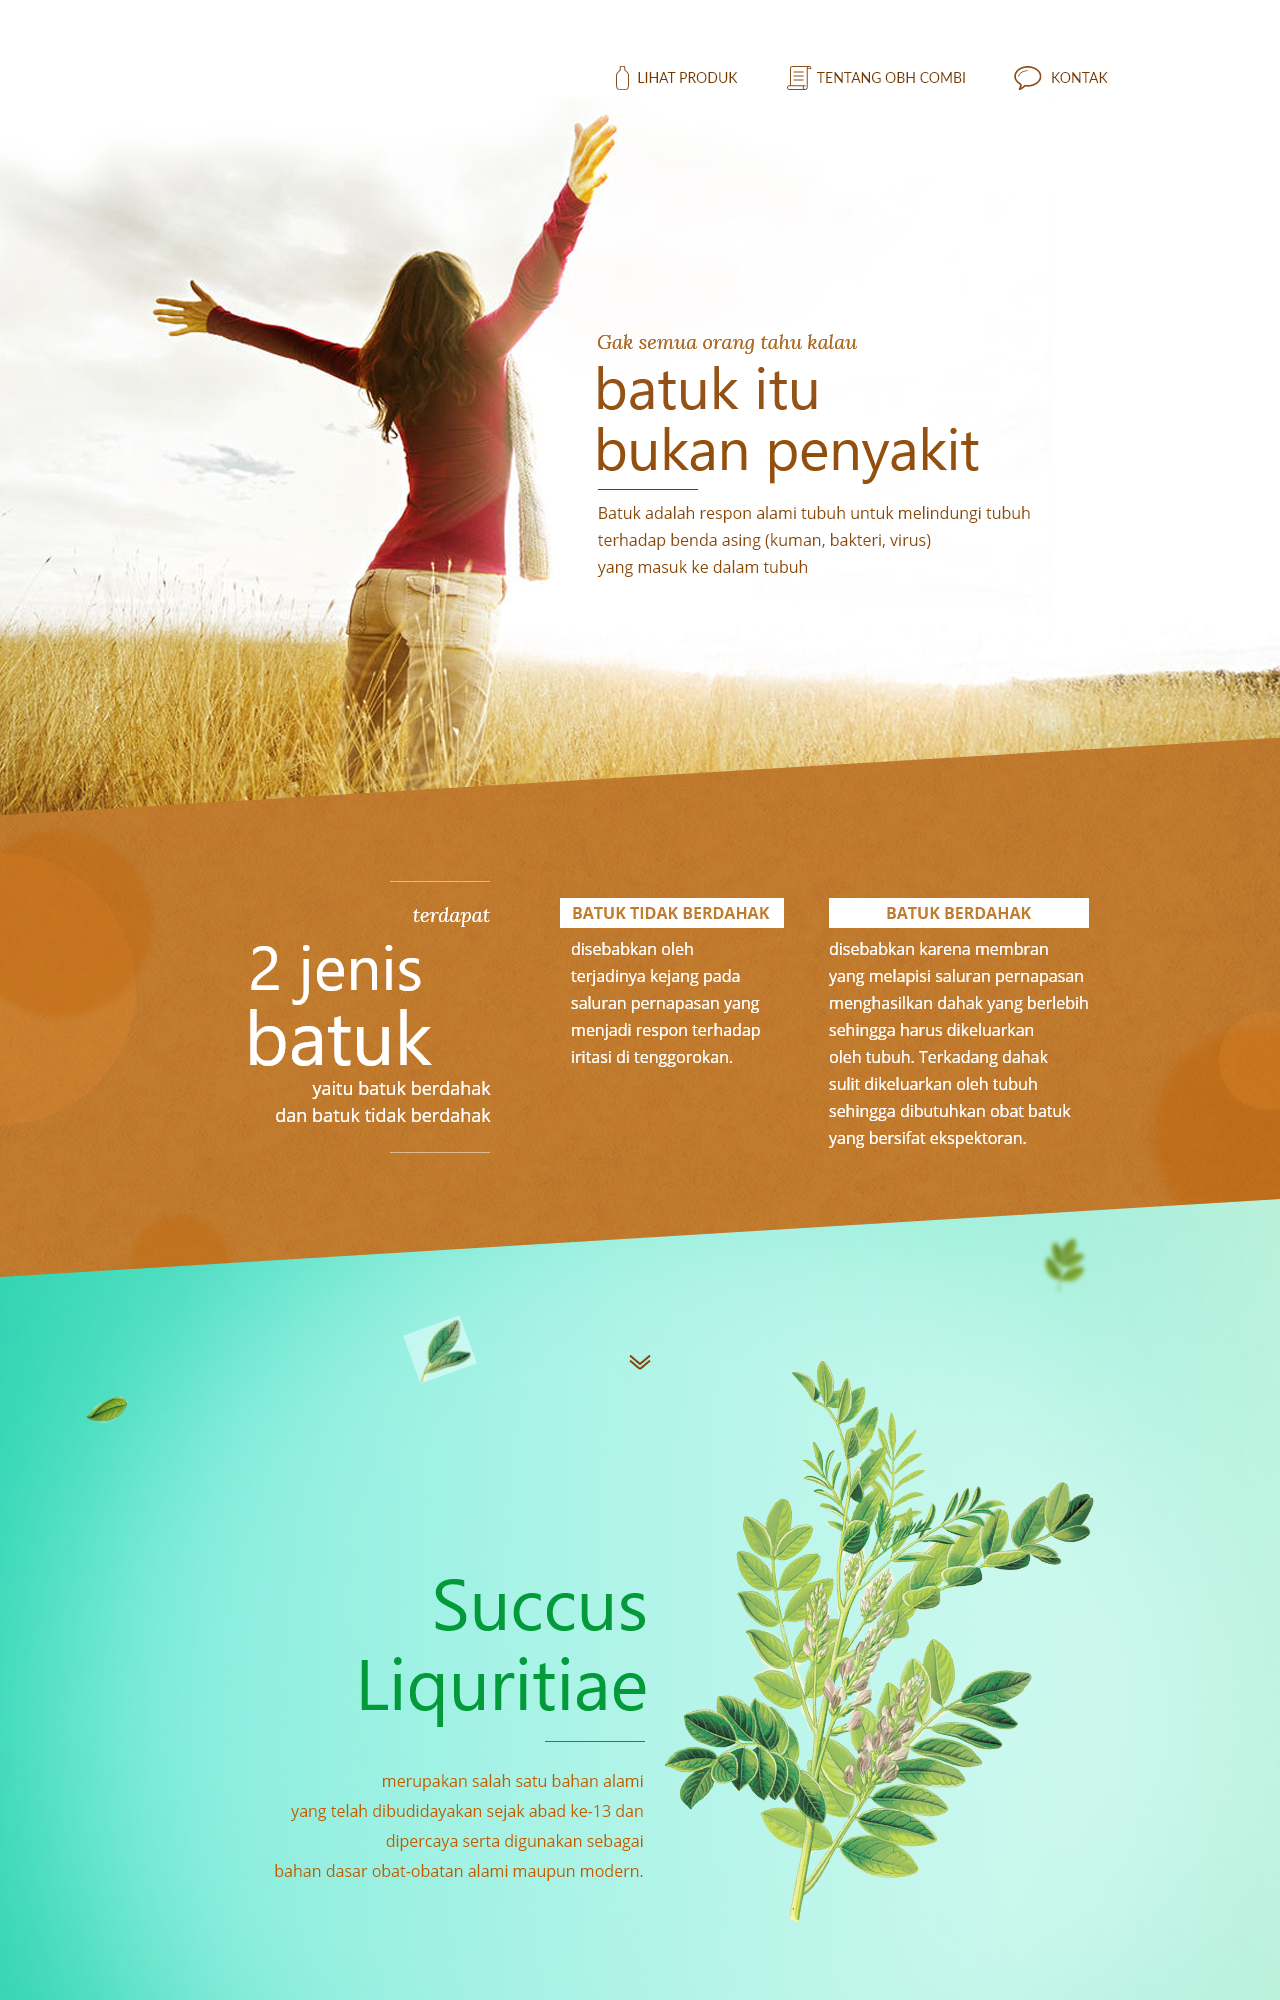 LIHAT PRODUK
TENTANG OBH COMBI
KONTAK
Gak semua orang tahu kalau
batuk itu
bukan penyakit
Batuk adalah respon alami tubuh untuk melindungi tubuh
terhadap benda asing (kuman, bakteri, virus)
yang masuk ke dalam tubuh
terdapat
2 jenis
batuk
yaitu batuk berdahak
dan batuk tidak berdahak
BATUK TIDAK BERDAHAK
disebabkan oleh
terjadinya kejang pada
saluran pernapasan yang
menjadi respon terhadap
iritasi di tenggorokan.
BATUK BERDAHAK
disebabkan karena membran
yang melapisi saluran pernapasan
menghasilkan dahak yang berlebih
sehingga harus dikeluarkan
oleh tubuh. Terkadang dahak
sulit dikeluarkan oleh tubuh
sehingga dibutuhkan obat batuk
yang bersifat ekspektoran.
Succus
Liquritiae
merupakan salah satu bahan alami
yang telah dibudidayakan sejak abad ke-13 dan
dipercaya serta digunakan sebagai
bahan dasar obat-obatan alami maupun modern.